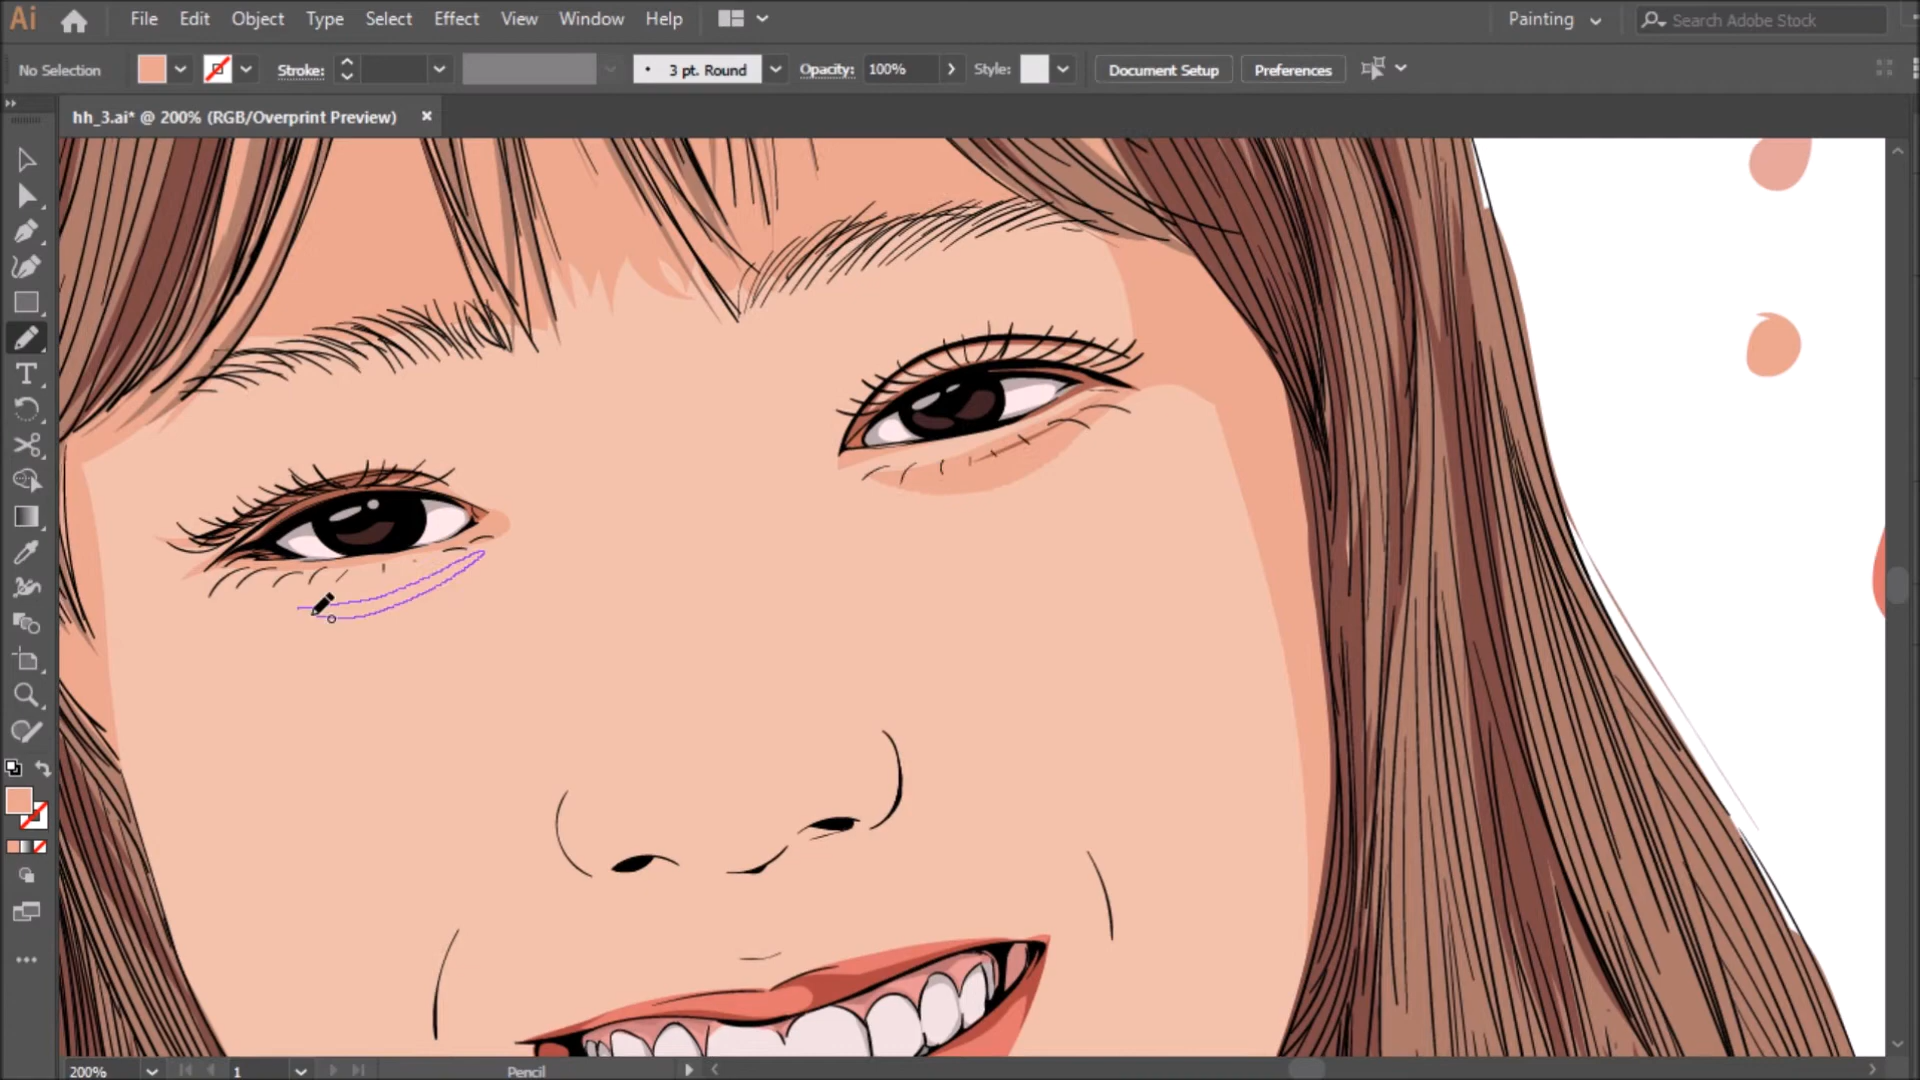 Ai File Edit Object Type Select Effect View Window Help Painting Search Adobe Stock
No Selection Stroke: 3 pt. Round Opacity: 100% Style: Document Setup Preferences
hh_3.ai* @ 200% (RGB/Overprint Preview)
200% 1 Pencil